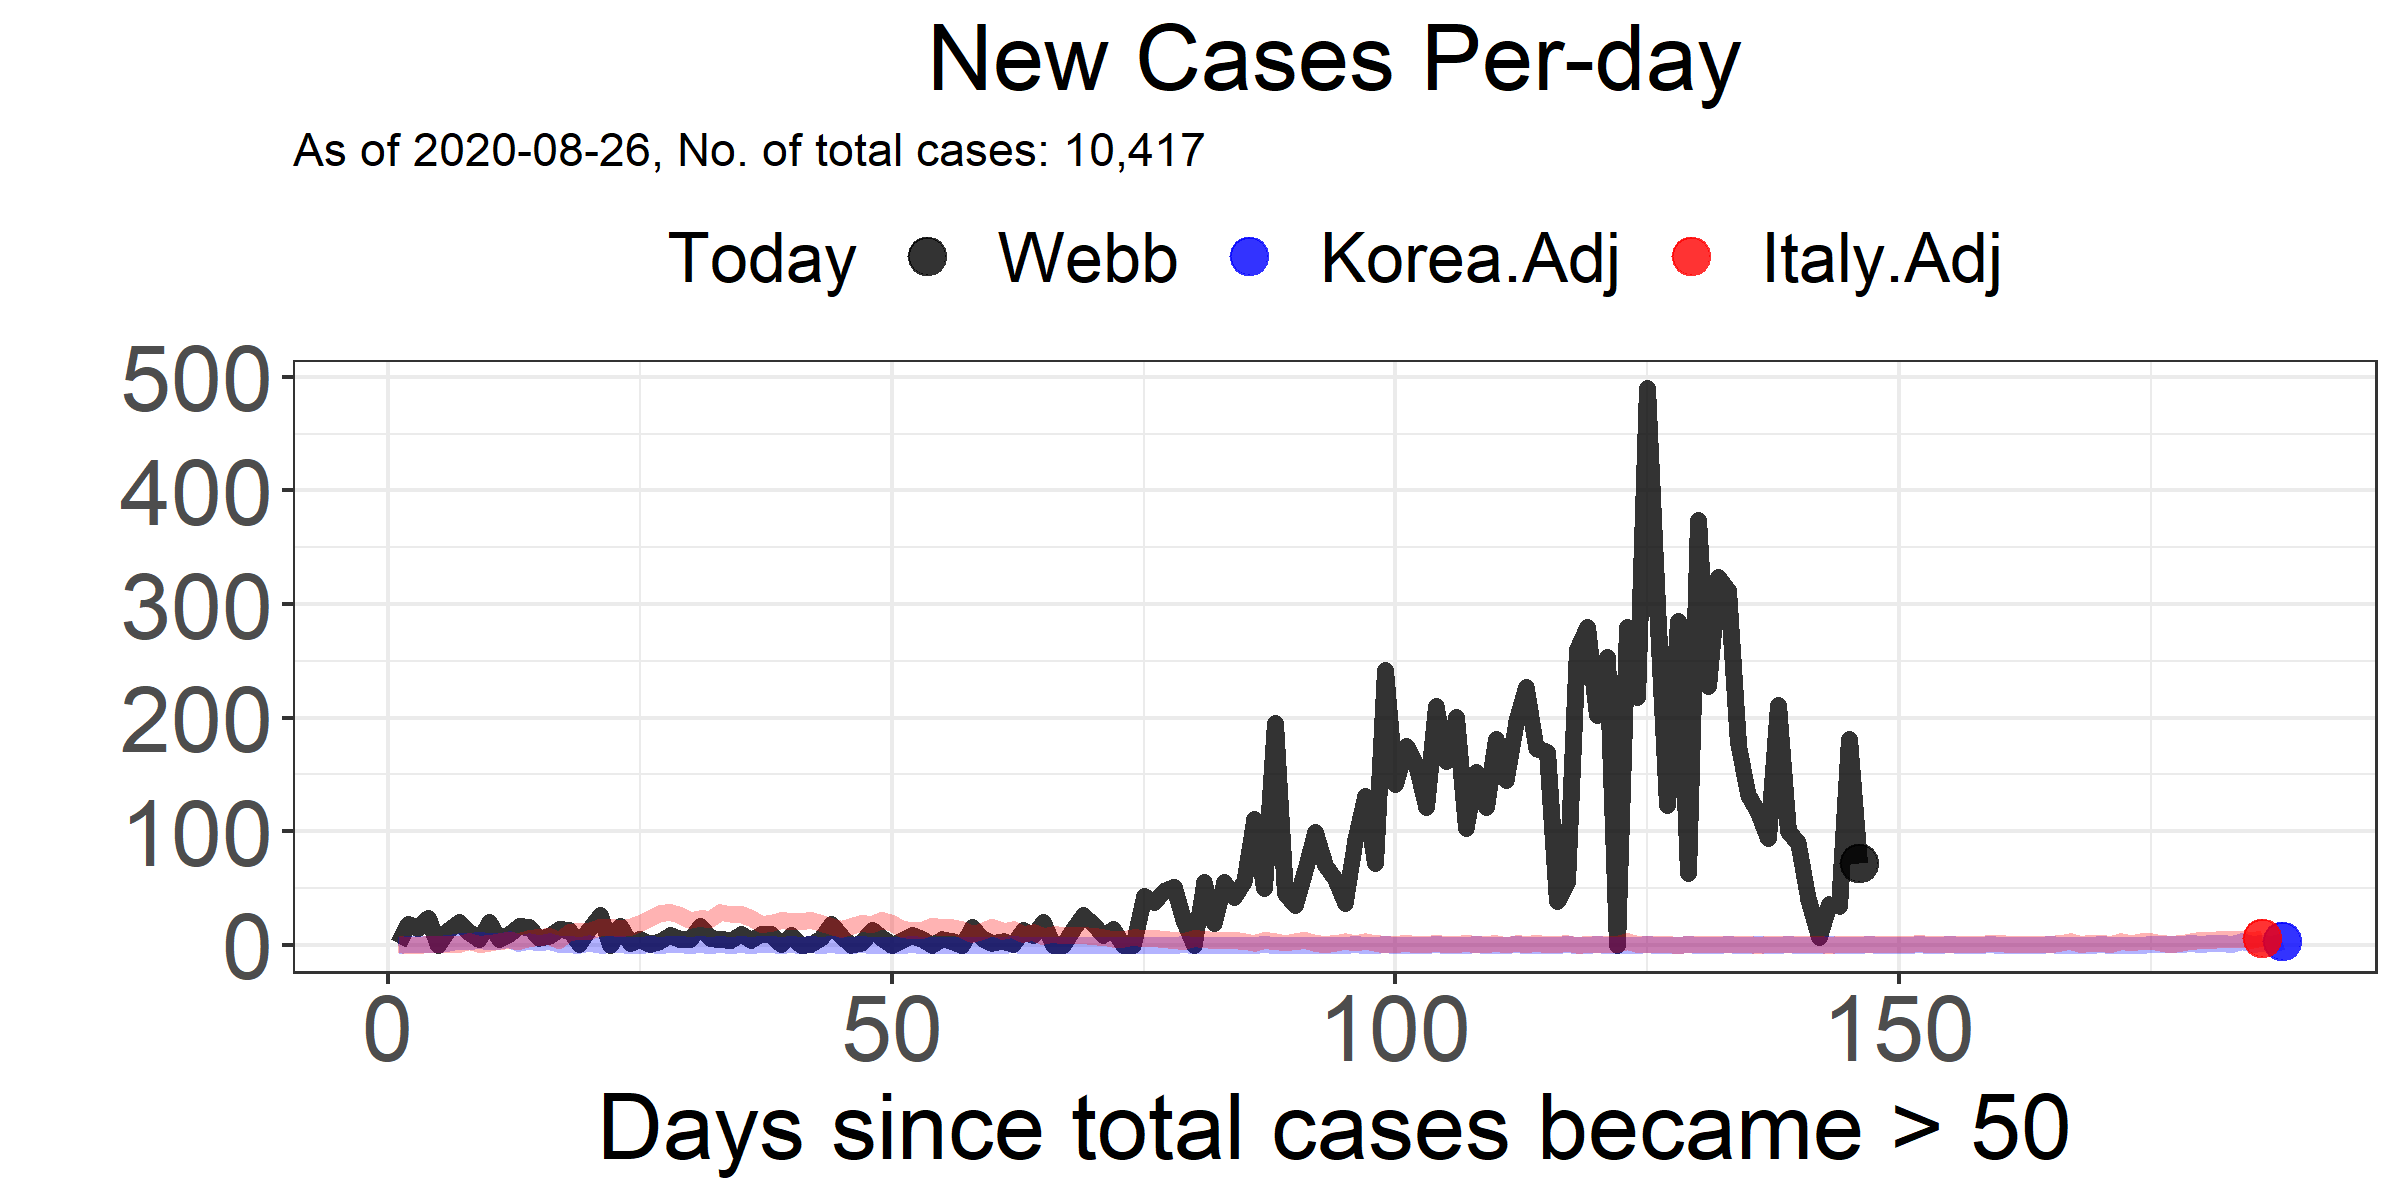 New Cases Per-day
As of 2020-08-26, No. of total cases: 10,417
Today Webb Korea.Adj Italy.Adj
500
400
300
200
100
0
0 50 100 150
Days since total cases became > 50